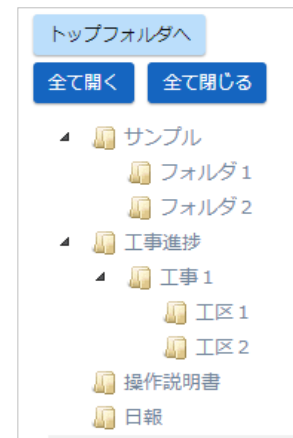 トップフォルダへ
全て開く 全て閉じる
サンプル
フォルダ1
フォルダ2
工事進捗
工事1
工区1
工区2
操作説明書
日報